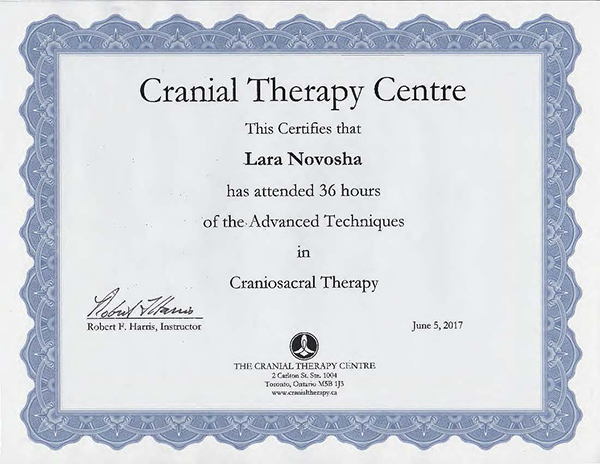 Cranial Therapy Centre
This Certifies that
Lara Novosha
has attended 36 hours
of the Advanced Techniques
in
Craniosacral Therapy
Robert F. Harris
Robert F. Harris, Instructor
June 5, 2017
THE CRANIAL THERAPY CENTRE
2 Carlton St. Ste. 1004
Toronto, Ontario M5B 1J3
www.cranialtherapy.ca